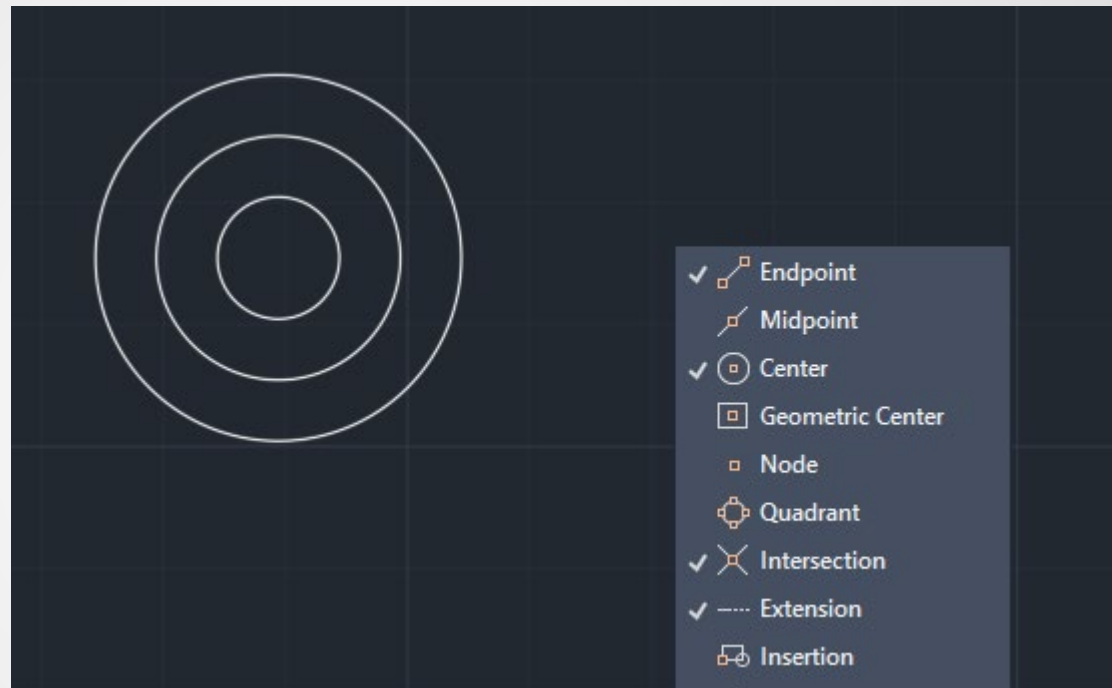 Endpoint
Midpoint
Center
Geometric Center
Node
Quadrant
Intersection
Extension
Insertion